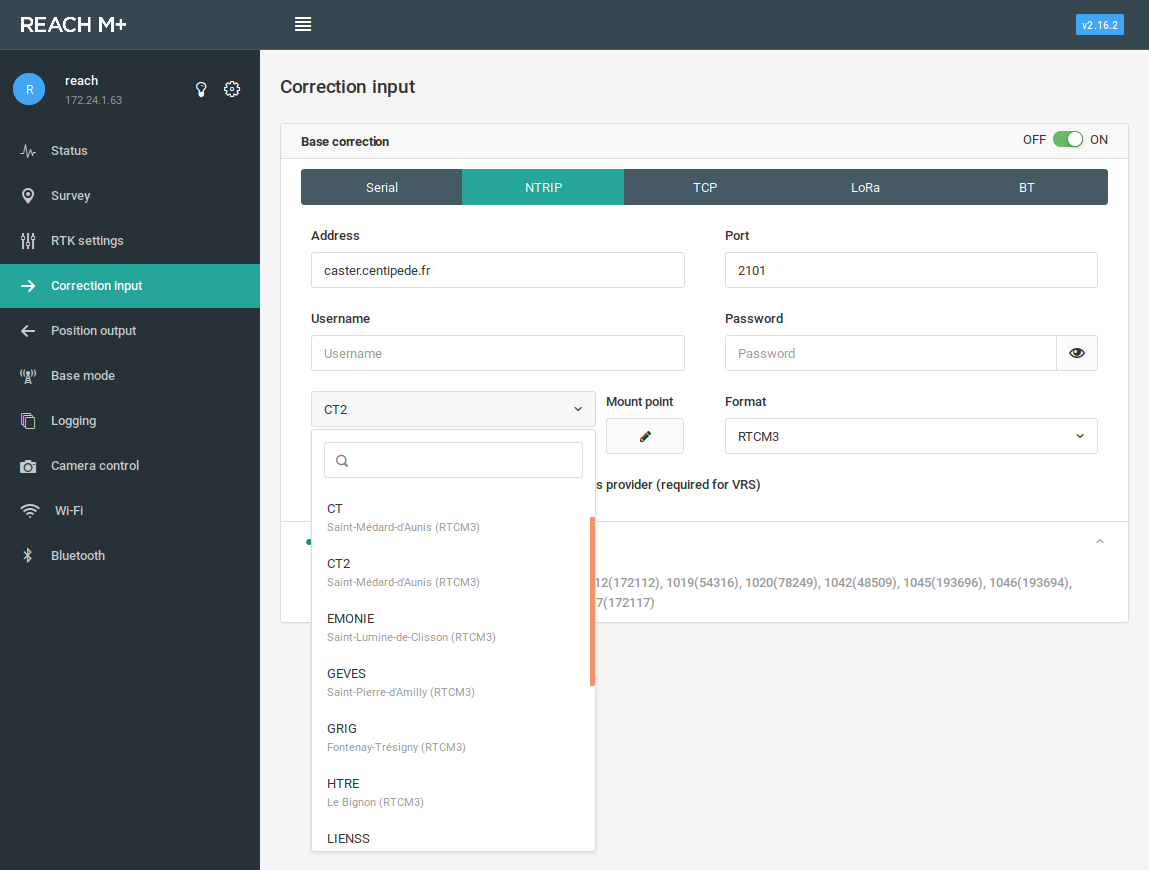 REACH M+
v2.16.2
R
reach
172.24.1.63
Status
Survey
RTK settings
Correction input
Position output
Base mode
Logging
Camera control
Wi-Fi
Bluetooth
Correction input
Base correction
OFF ON
Serial NTRIP TCP LoRa BT
Address Port
caster.centipede.fr 2101
Username Password
Username Password
CT2 Mount point Format
RTCM3
s provider (required for VRS)
CT
Saint-Médard-d'Aunis (RTCM3)
CT2
Saint-Médard-d'Aunis (RTCM3)
EMONIE
Saint-Lumine-de-Clisson (RTCM3)
GEVES
Saint-Pierre-d'Amilly (RTCM3)
GRIG
Fontenay-Trésigny (RTCM3)
HTRE
Le Bignon (RTCM3)
LIENSS
12(172112), 1019(54316), 1020(78249), 1042(48509), 1045(193696), 1046(193694),
7(172117)